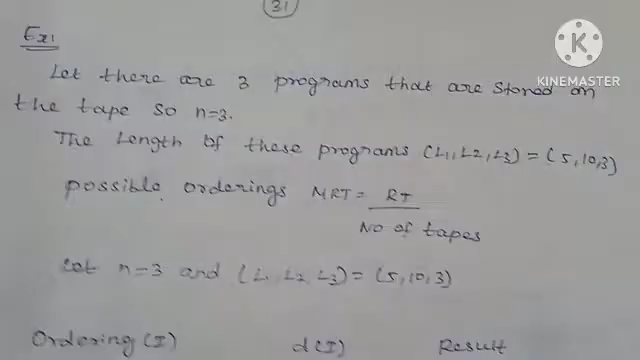 31
Ex:
KINEMASTER
Let there are 3 programs that are stored on
the tape so n=3.
The Length of these programs (L1, L2, L3) = (5, 10, 3)
possible orderings MRT = RT
No of tapes
Let n=3 and (L1, L2, L3) = (5, 10, 3)
Ordering (I) d(I) Result